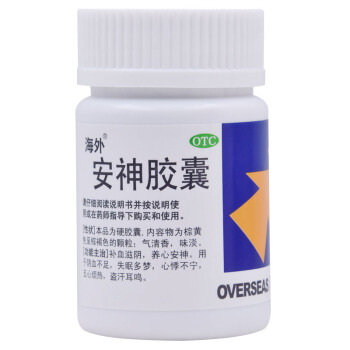 海外®
OTC
安神胶囊
请仔细阅读说明书并按说明使
用或在药师指导下购买和使用。
[性状]本品为硬胶囊,内容物为棕黄
色至棕褐色的颗粒;气清香,味淡。
[功能主治]补血滋阴,养心安神。用
于阴血不足,失眠多梦,心悸不宁,
五心烦热,盗汗耳鸣。
OVERSEAS